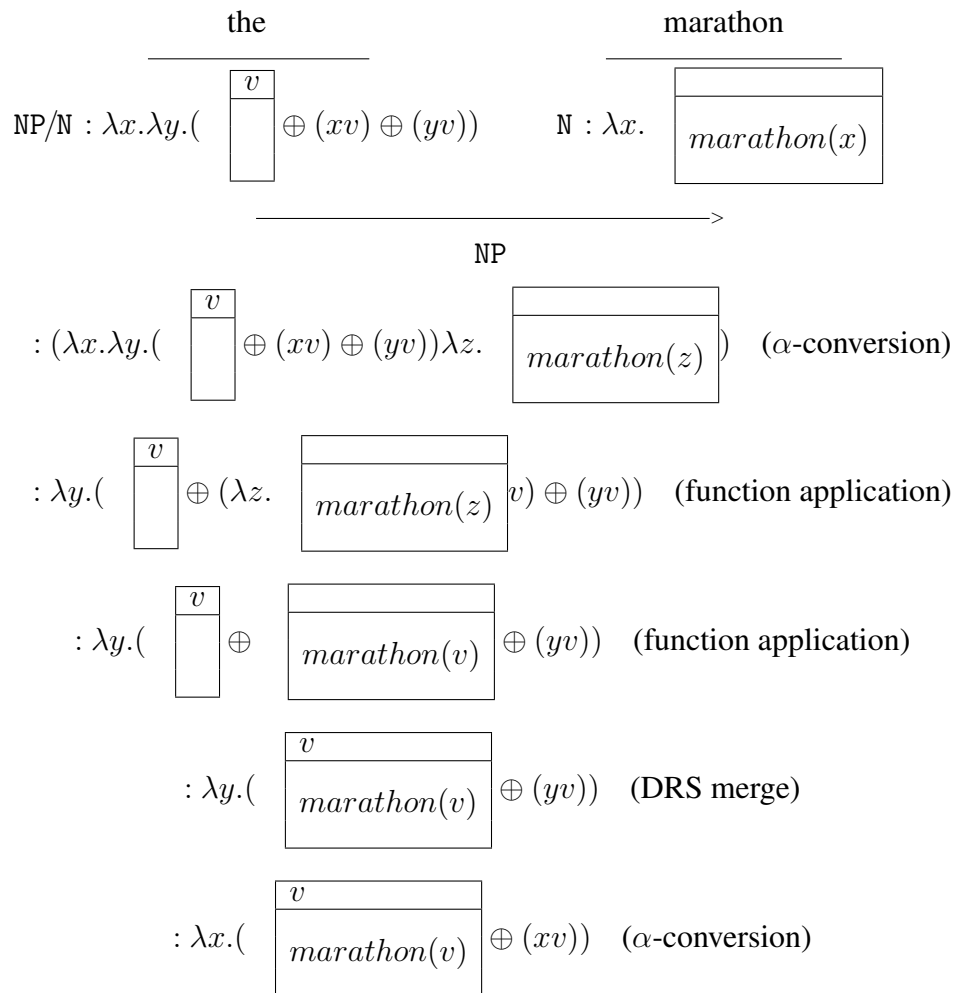 the marathon
v
NP/N : λx.λy.( ⊕ (xv) ⊕ (yv)) N : λx. marathon(x)
>
NP
v
: (λx.λy.( ⊕ (xv) ⊕ (yv))λz. marathon(z) ) (α-conversion)
v
: λy.( ⊕ (λz. marathon(z) v) ⊕ (yv)) (function application)
v
: λy.( ⊕ marathon(v) ⊕ (yv)) (function application)
v
: λy.( marathon(v) ⊕ (yv)) (DRS merge)
v
: λx.( marathon(v) ⊕ (xv)) (α-conversion)